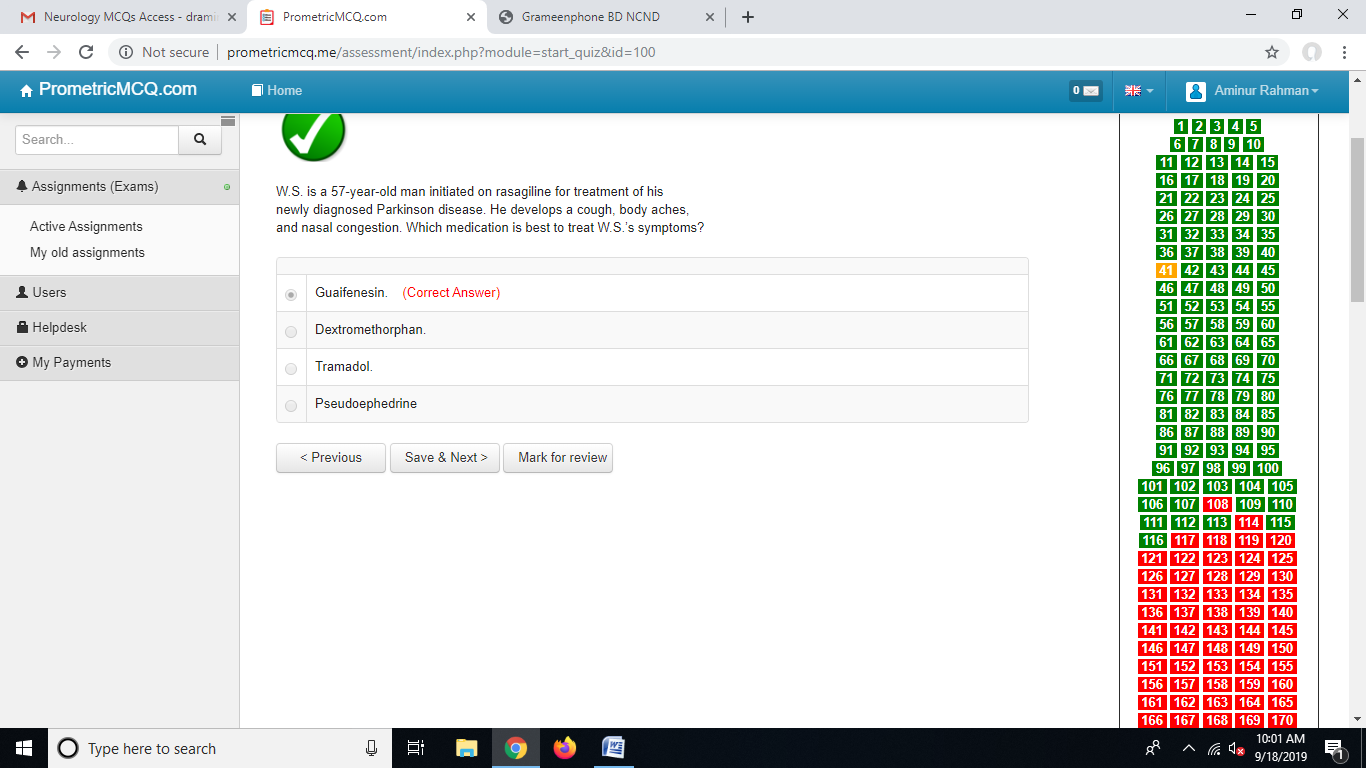 Neurology MCQs Access - drami
PrometricMCQ.com
Grameenphone BD NCND
Not secure | prometricmcq.me/assessment/index.php?module=start_quiz&id=100
PrometricMCQ.com
Home
0
Aminur Rahman
Search...
Assignments (Exams)
Active Assignments
My old assignments
Users
Helpdesk
My Payments
W.S. is a 57-year-old man initiated on rasagiline for treatment of his
newly diagnosed Parkinson disease. He develops a cough, body aches,
and nasal congestion. Which medication is best to treat W.S.'s symptoms?
Guaifenesin. (Correct Answer)
Dextromethorphan.
Tramadol.
Pseudoephedrine
< Previous
Save & Next >
Mark for review
1 2 3 4 5
6 7 8 9 10
11 12 13 14 15
16 17 18 19 20
21 22 23 24 25
26 27 28 29 30
31 32 33 34 35
36 37 38 39 40
41 42 43 44 45
46 47 48 49 50
51 52 53 54 55
56 57 58 59 60
61 62 63 64 65
66 67 68 69 70
71 72 73 74 75
76 77 78 79 80
81 82 83 84 85
86 87 88 89 90
91 92 93 94 95
96 97 98 99 100
101 102 103 104 105
106 107 108 109 110
111 112 113 114 115
116 117 118 119 120
121 122 123 124 125
126 127 128 129 130
131 132 133 134 135
136 137 138 139 140
141 142 143 144 145
146 147 148 149 150
151 152 153 154 155
156 157 158 159 160
161 162 163 164 165
166 167 168 169 170
Type here to search
10:01 AM
9/18/2019
1